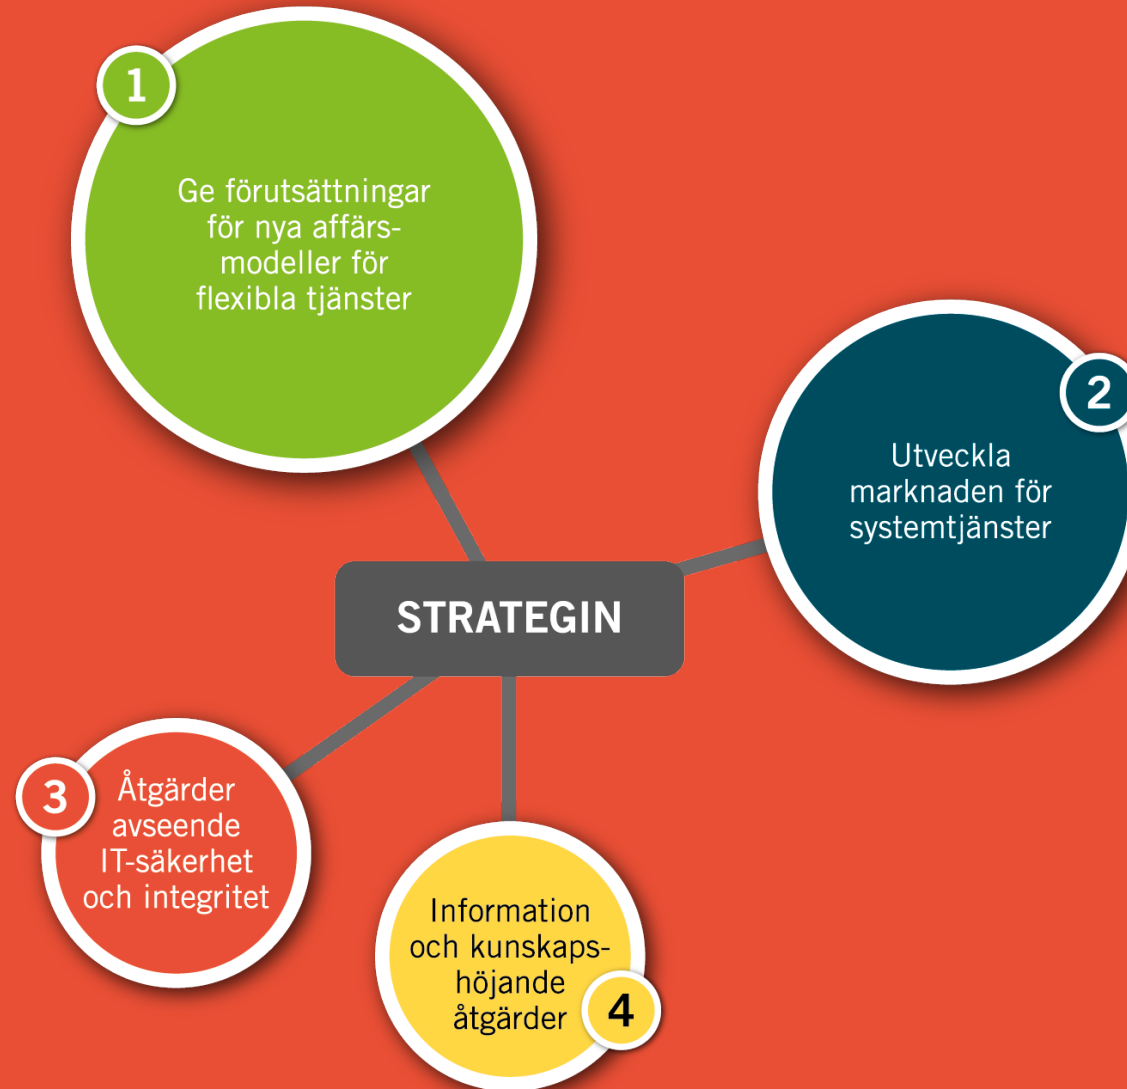 1
Ge förutsättningar
för nya affärs-
modeller för
flexibla tjänster
2
Utveckla
marknaden för
systemtjänster
STRATEGIN
3
Åtgärder
avseende
IT-säkerhet
och integritet
Information
och kunskaps-
höjande
åtgärder
4